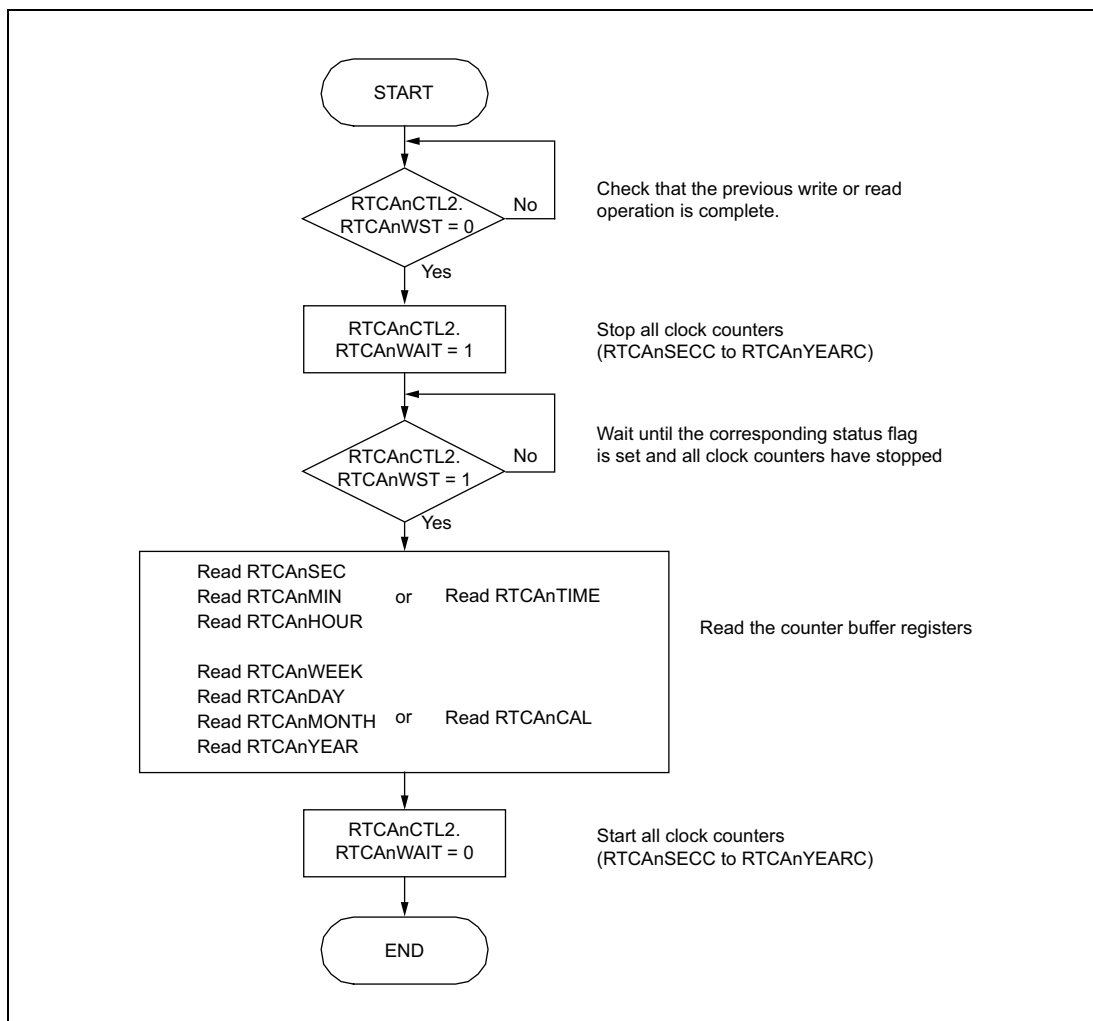 START
RTCAnCTL2.
RTCAnWST = 0
No
Check that the previous write or read
operation is complete.
Yes
RTCAnCTL2.
RTCAnWAIT = 1
Stop all clock counters
(RTCAnSECC to RTCAnYEARC)
RTCAnCTL2.
RTCAnWST = 1
No
Wait until the corresponding status flag
is set and all clock counters have stopped
Yes
Read RTCAnSEC
Read RTCAnMIN or Read RTCAnTIME
Read RTCAnHOUR
Read RTCAnWEEK
Read RTCAnDAY
Read RTCAnMONTH or Read RTCAnCAL
Read RTCAnYEAR
Read the counter buffer registers
RTCAnCTL2.
RTCAnWAIT = 0
Start all clock counters
(RTCAnSECC to RTCAnYEARC)
END